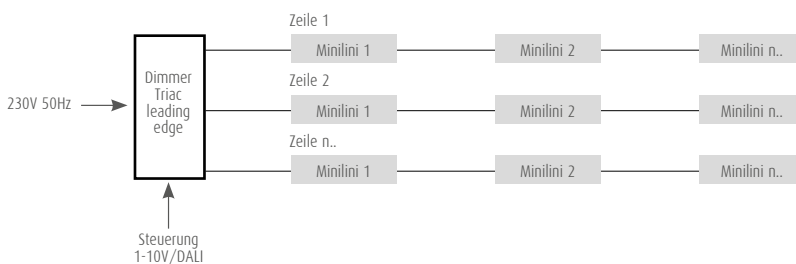 Zeile 1
Minilini 1
Minilini 2
Minilini n..
230V 50Hz
Dimmer
Triac
leading
edge
Zeile 2
Minilini 1
Minilini 2
Minilini n..
Zeile n..
Minilini 1
Minilini 2
Minilini n..
Steuerung
1-10V/DALI